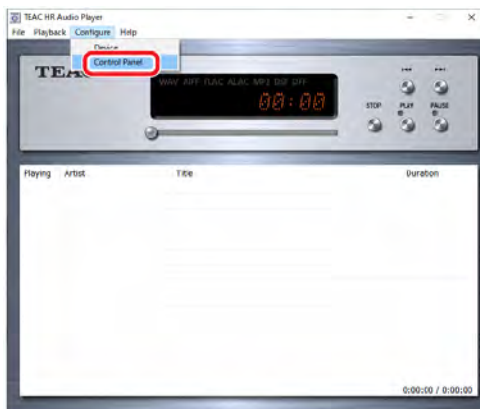 TEAC HR Audio Player
File Playback Configure Help
Device
Control Panel
TEAC
WAV AIFF FLAC ALAC MP3 DSF DFF
00:00
STOP PLAY PAUSE
Playing Artist Title Duration
0:00:00 / 0:00:00